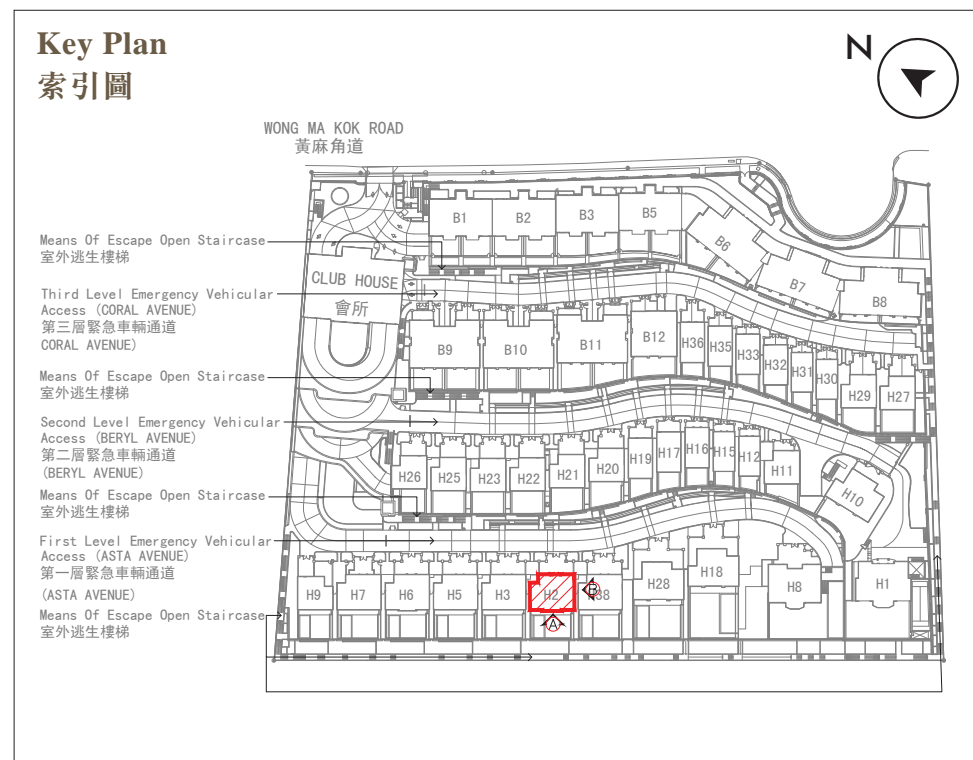 Key Plan
索引圖
N
WONG MA KOK ROAD
黃麻角道
B1
B2
B3
B5
B6
B7
B8
Means Of Escape Open Staircase
室外逃生樓梯
CLUB HOUSE
會所
Third Level Emergency Vehicular
Access (CORAL AVENUE)
第三層緊急車輛通道
CORAL AVENUE)
B9
B10
B11
B12
H36
H35
H33
H32
H31
H30
H29
H27
Means Of Escape Open Staircase
室外逃生樓梯
Second Level Emergency Vehicular
Access (BERYL AVENUE)
第二層緊急車輛通道
(BERYL AVENUE)
H26
H25
H23
H22
H21
H20
H19
H17
H16
H15
H12
H11
H10
Means Of Escape Open Staircase
室外逃生樓梯
First Level Emergency Vehicular
Access (ASTA AVENUE)
第一層緊急車輛通道
(ASTA AVENUE)
H9
H7
H6
H5
H3
H2
B
H38
H28
H18
H8
H1
A
Means Of Escape Open Staircase
室外逃生樓梯